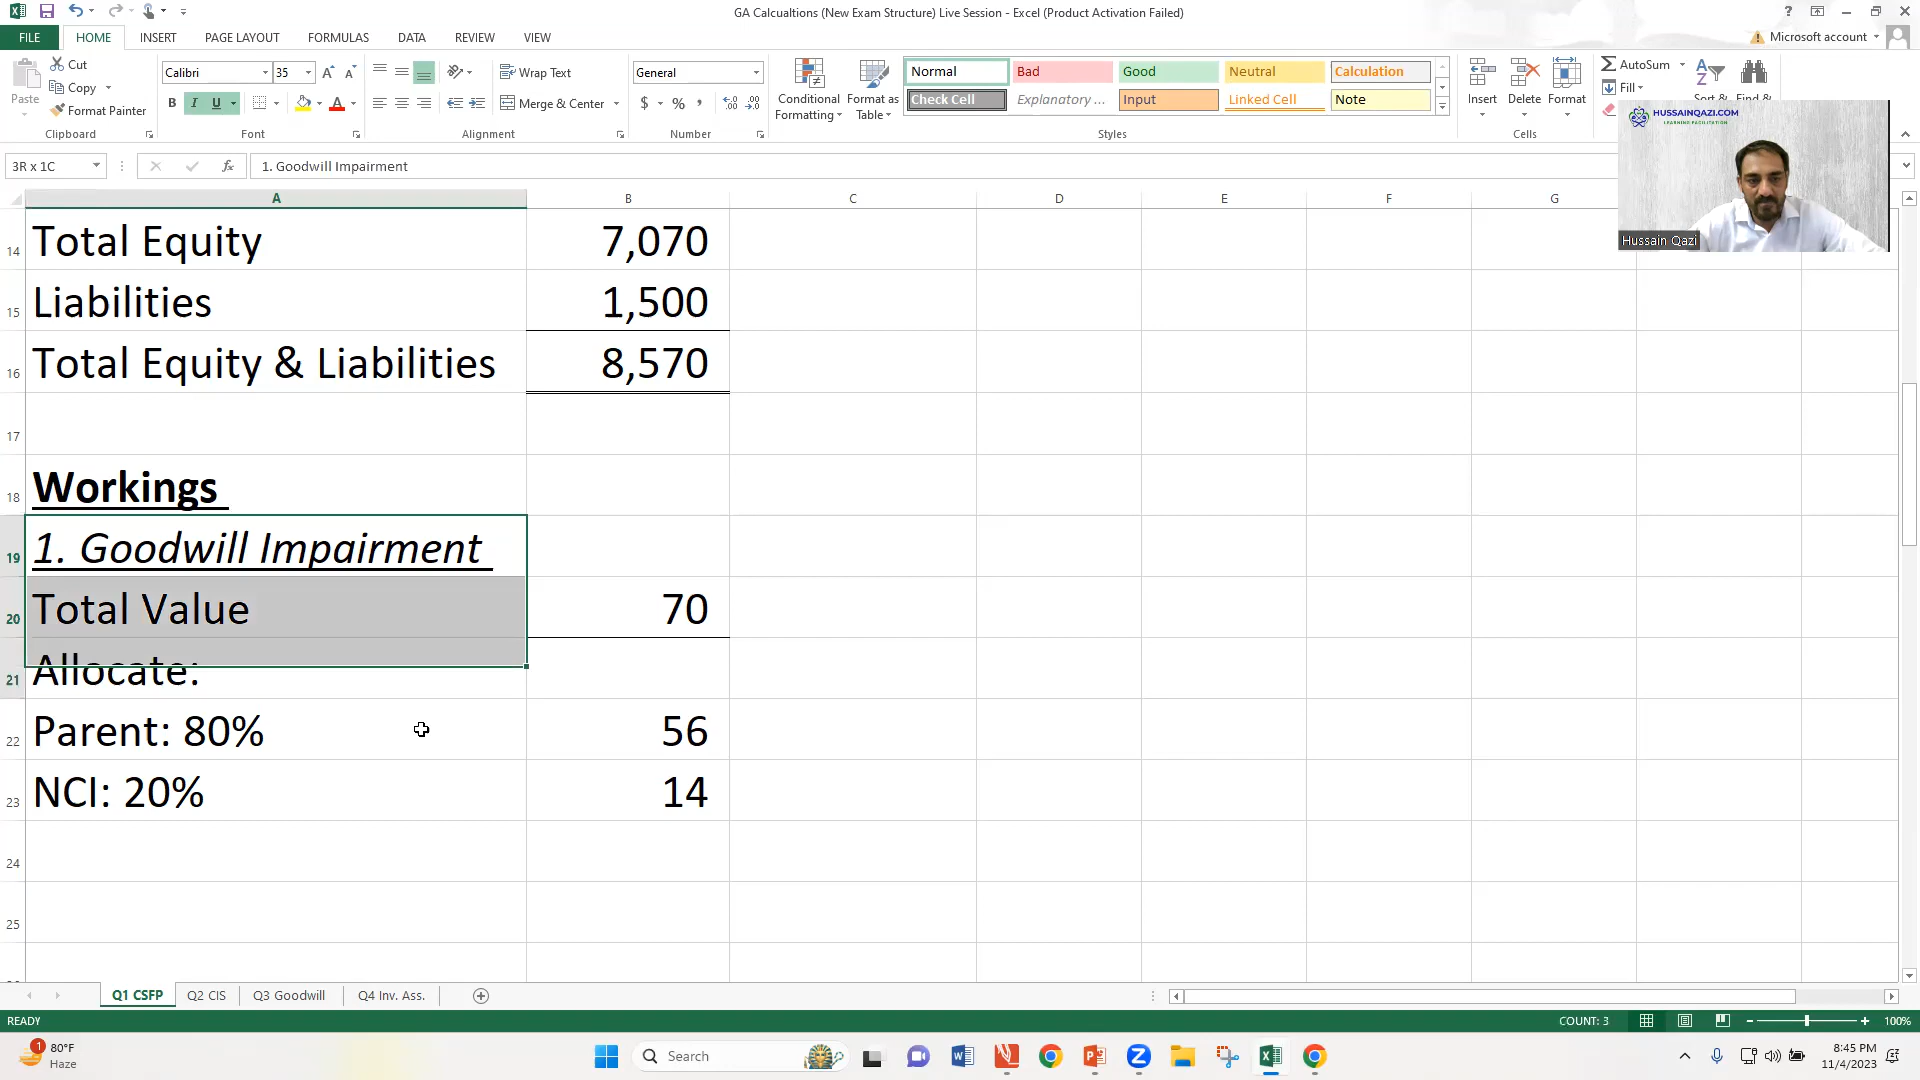 GA Calcualtions (New Exam Structure) Live Session - Excel (Product Activation Failed)
FILE HOME INSERT PAGE LAYOUT FORMULAS DATA REVIEW VIEW Microsoft account
Paste Cut Copy Format Painter Clipboard
Calibri 35 B I U Font
Wrap Text Merge & Center Alignment
General $ % Number
Conditional Formatting Format as Table
Normal Bad Good Neutral Calculation
Check Cell Explanatory ... Input Linked Cell Note
Styles
Insert Delete Format Cells
AutoSum Fill Sort & Find &
HUSSAINQAZI.COM
LEARNING FACILITATION
Hussain Qazi
3R x 1C fx 1. Goodwill Impairment
A B C D E F G
14 Total Equity 7,070
15 Liabilities 1,500
16 Total Equity & Liabilities 8,570
17
18 Workings
19 1. Goodwill Impairment
20 Total Value 70
21 Allocate:
22 Parent: 80% 56
23 NCI: 20% 14
24
25
Q1 CSFP Q2 CIS Q3 Goodwill Q4 Inv. Ass.
READY COUNT: 3 100%
1 80°F
Haze
Search
8:45 PM
11/4/2023